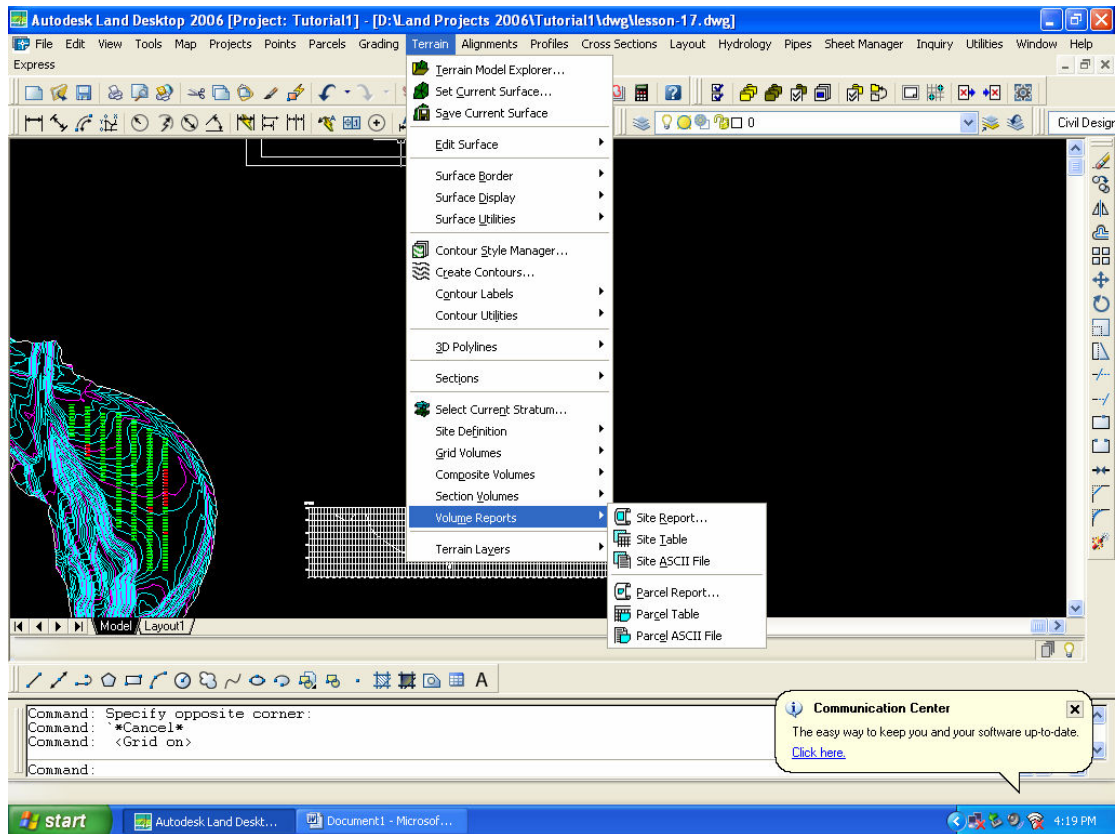 Autodesk Land Desktop 2006 [Project: Tutorial1] - [D:\Land Projects 2006\Tutorial1\dwg\lesson-17.dwg]
File Edit View Tools Map Projects Points Parcels Grading Terrain Alignments Profiles Cross Sections Layout Hydrology Pipes Sheet Manager Inquiry Utilities Window Help
Express
Terrain Model Explorer...
Set Current Surface...
Save Current Surface
0
Civil Design
Edit Surface
Surface Border
Surface Display
Surface Utilities
Contour Style Manager...
Create Contours...
Contour Labels
Contour Utilities
3D Polylines
Sections
Select Current Stratum...
Site Definition
Grid Volumes
Composite Volumes
Section Volumes
Volume Reports
Terrain Layers
Site Report...
Site Table
Site ASCII File
Parcel Report...
Parcel Table
Parcel ASCII File
Model Layout1
A
Command: Specify opposite corner:
Command: `*Cancel*
Command: <Grid on>
Command:
Communication Center
The easy way to keep you and your software up-to-date.
Click here.
start Autodesk Land Deskt... Document1 - Microsof... 4:19 PM